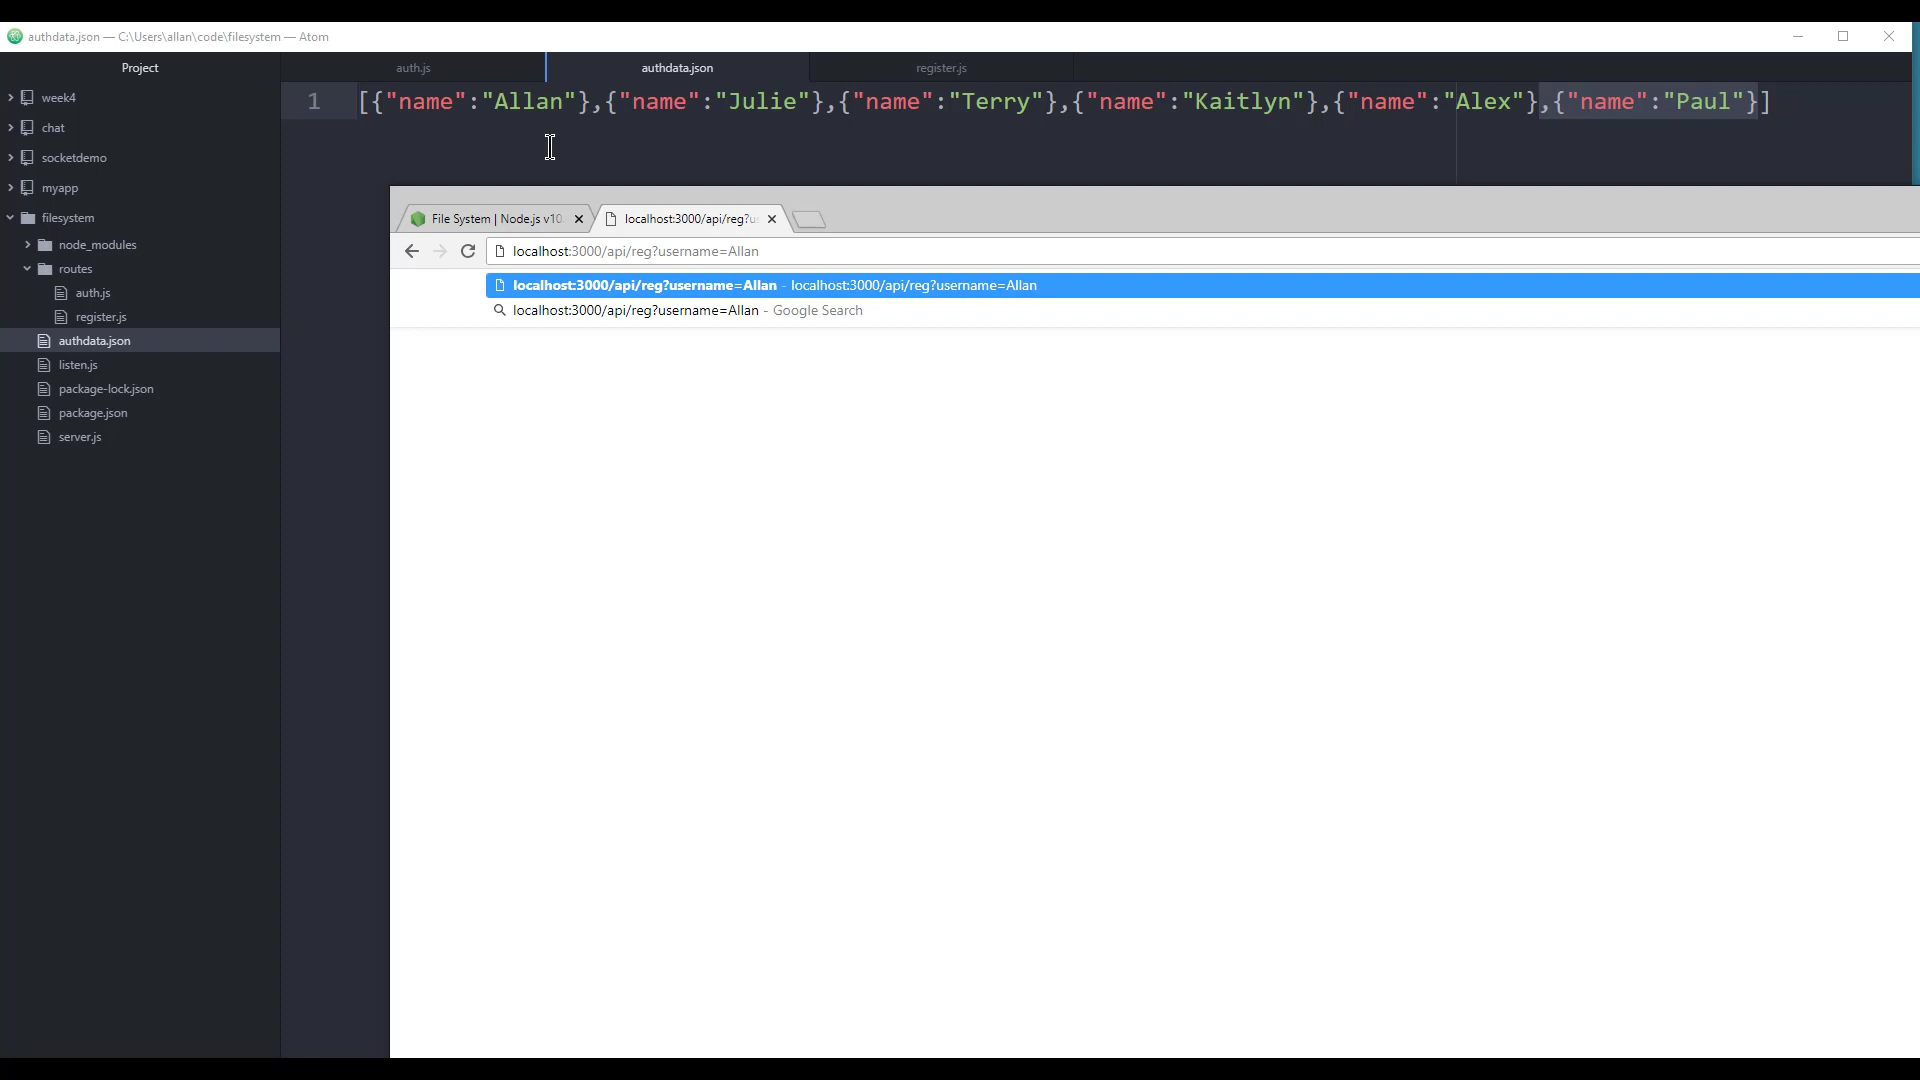 authdata.json — C:\Users\allan\code\filesystem — Atom
Project
auth.js
authdata.json
register.js
week4
chat
socketdemo
myapp
filesystem
node_modules
routes
auth.js
register.js
authdata.json
listen.js
package-lock.json
package.json
server.js
1 [{"name":"Allan"},{"name":"Julie"},{"name":"Terry"},{"name":"Kaitlyn"},{"name":"Alex"},{"name":"Paul"}]
File System | Node.js v10
localhost:3000/api/reg?u
localhost:3000/api/reg?username=Allan
localhost:3000/api/reg?username=Allan - localhost:3000/api/reg?username=Allan
localhost:3000/api/reg?username=Allan - Google Search